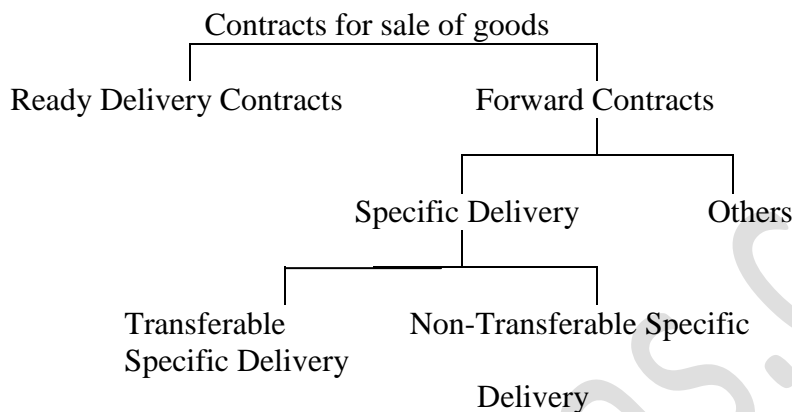 Contracts for sale of goods
Ready Delivery Contracts Forward Contracts
Specific Delivery Others
Transferable Non-Transferable Specific
Specific Delivery
Delivery